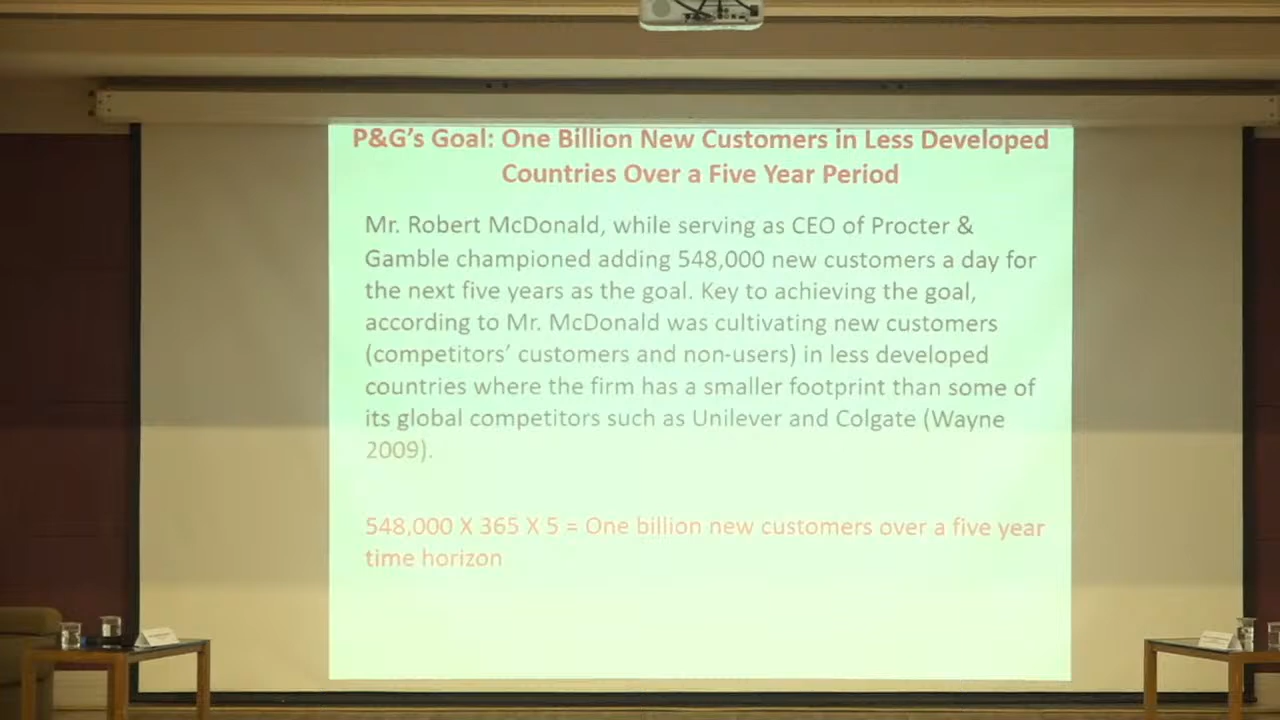 P&G's Goal: One Billion New Customers in Less Developed
Countries Over a Five Year Period
Mr. Robert McDonald, while serving as CEO of Procter &
Gamble championed adding 548,000 new customers a day for
the next five years as the goal. Key to achieving the goal,
according to Mr. McDonald was cultivating new customers
(competitors' customers and non-users) in less developed
countries where the firm has a smaller footprint than some of
its global competitors such as Unilever and Colgate (Wayne
2009).
548,000 X 365 X 5 = One billion new customers over a five year
time horizon